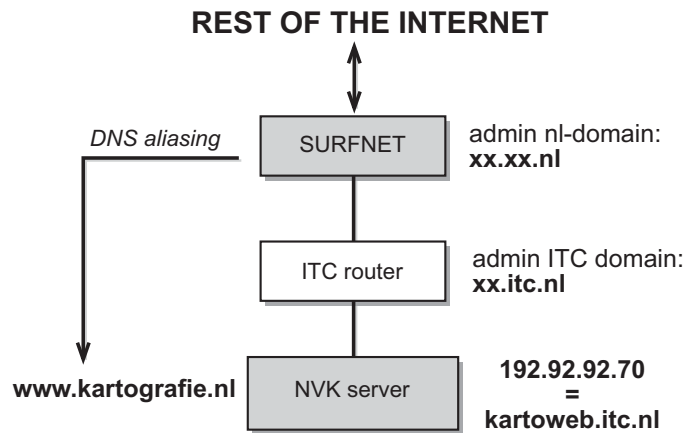 REST OF THE INTERNET
DNS aliasing
SURFNET
admin nl-domain:
xx.xx.nl
ITC router
admin ITC domain:
xx.itc.nl
www.kartografie.nl
NVK server
192.92.92.70
=
kartoweb.itc.nl